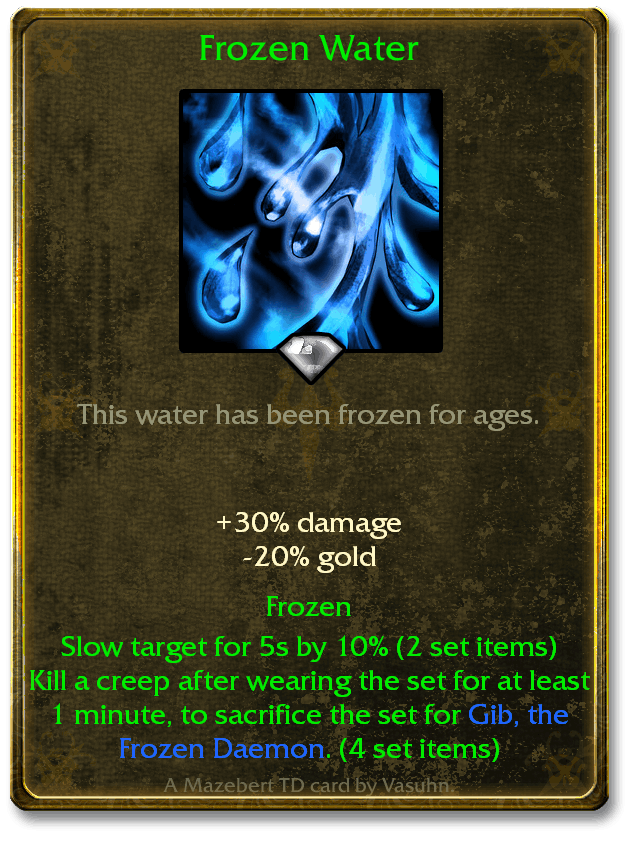 Frozen Water
This water has been frozen for ages.
+30% damage
-20% gold
Frozen
Slow target for 5s by 10% (2 set items)
Kill a creep after wearing the set for at least
1 minute, to sacrifice the set for Gib, the
Frozen Daemon. (4 set items)
A Mazebert TD card by Vasuhn.